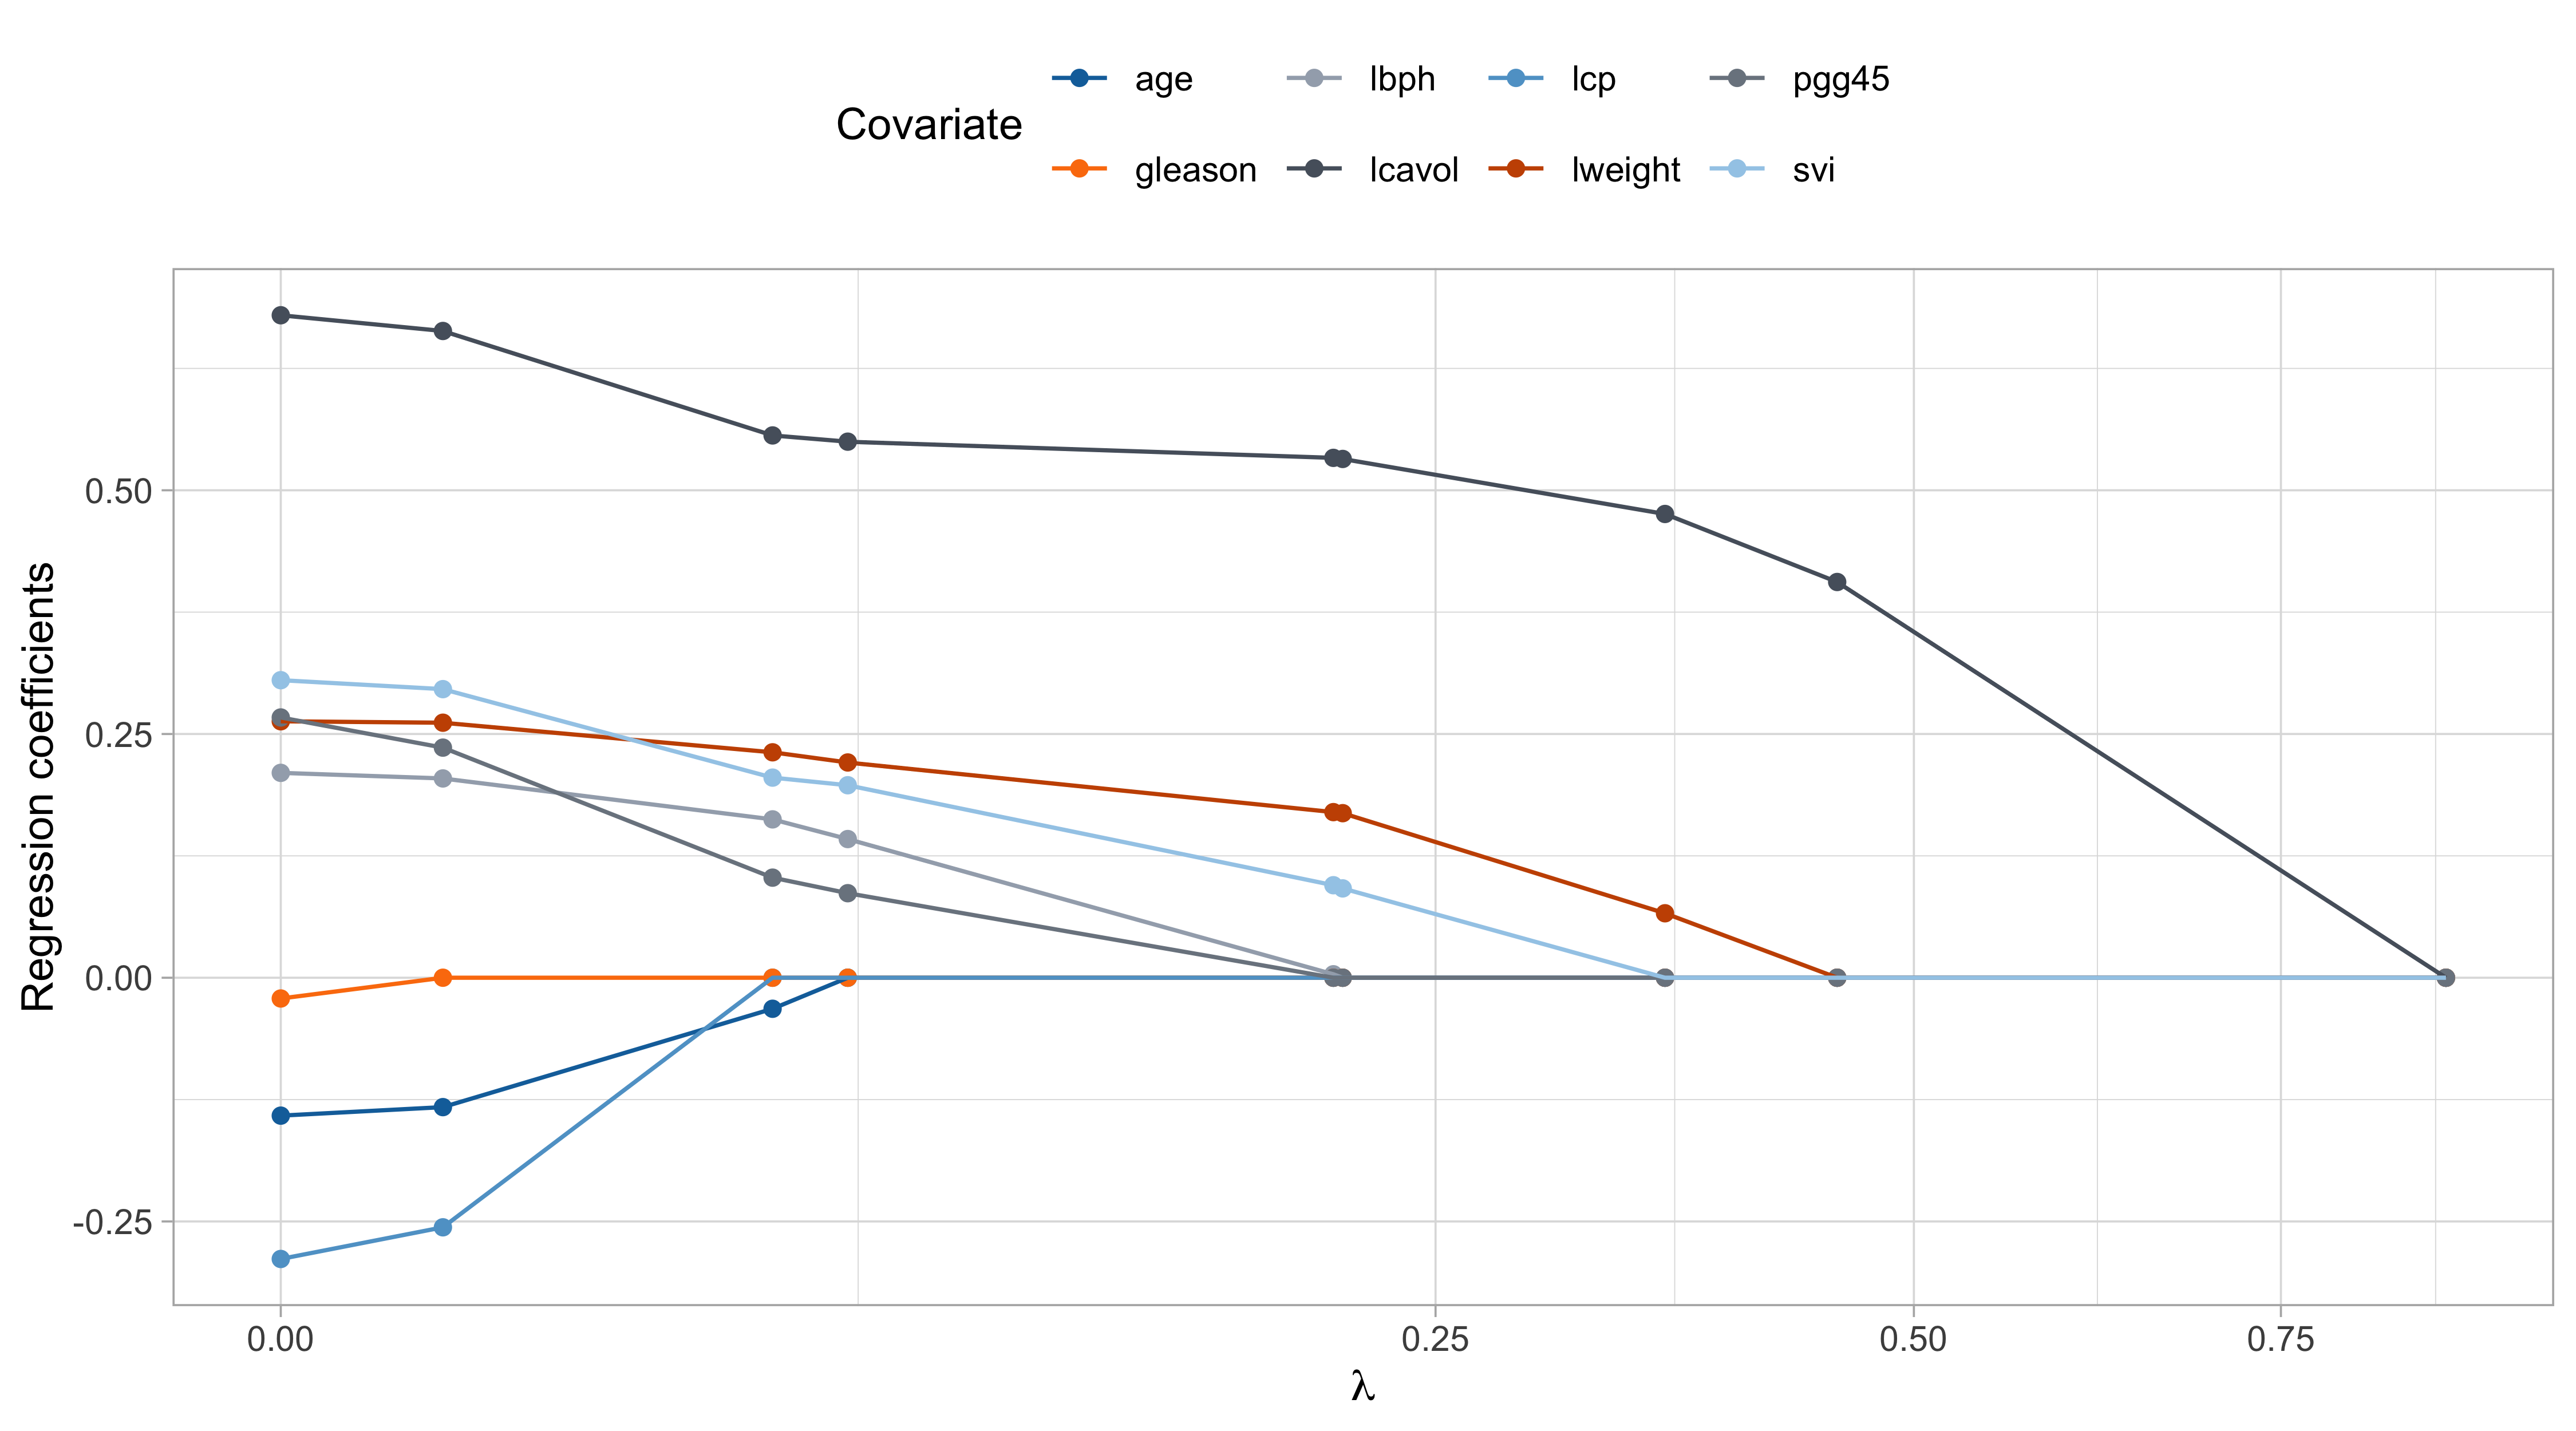 Covariate
age lbph lcp pgg45
gleason lcavol lweight svi
Regression coefficients
0.50
0.25
0.00
-0.25
0.00 0.25 0.50 0.75
λ